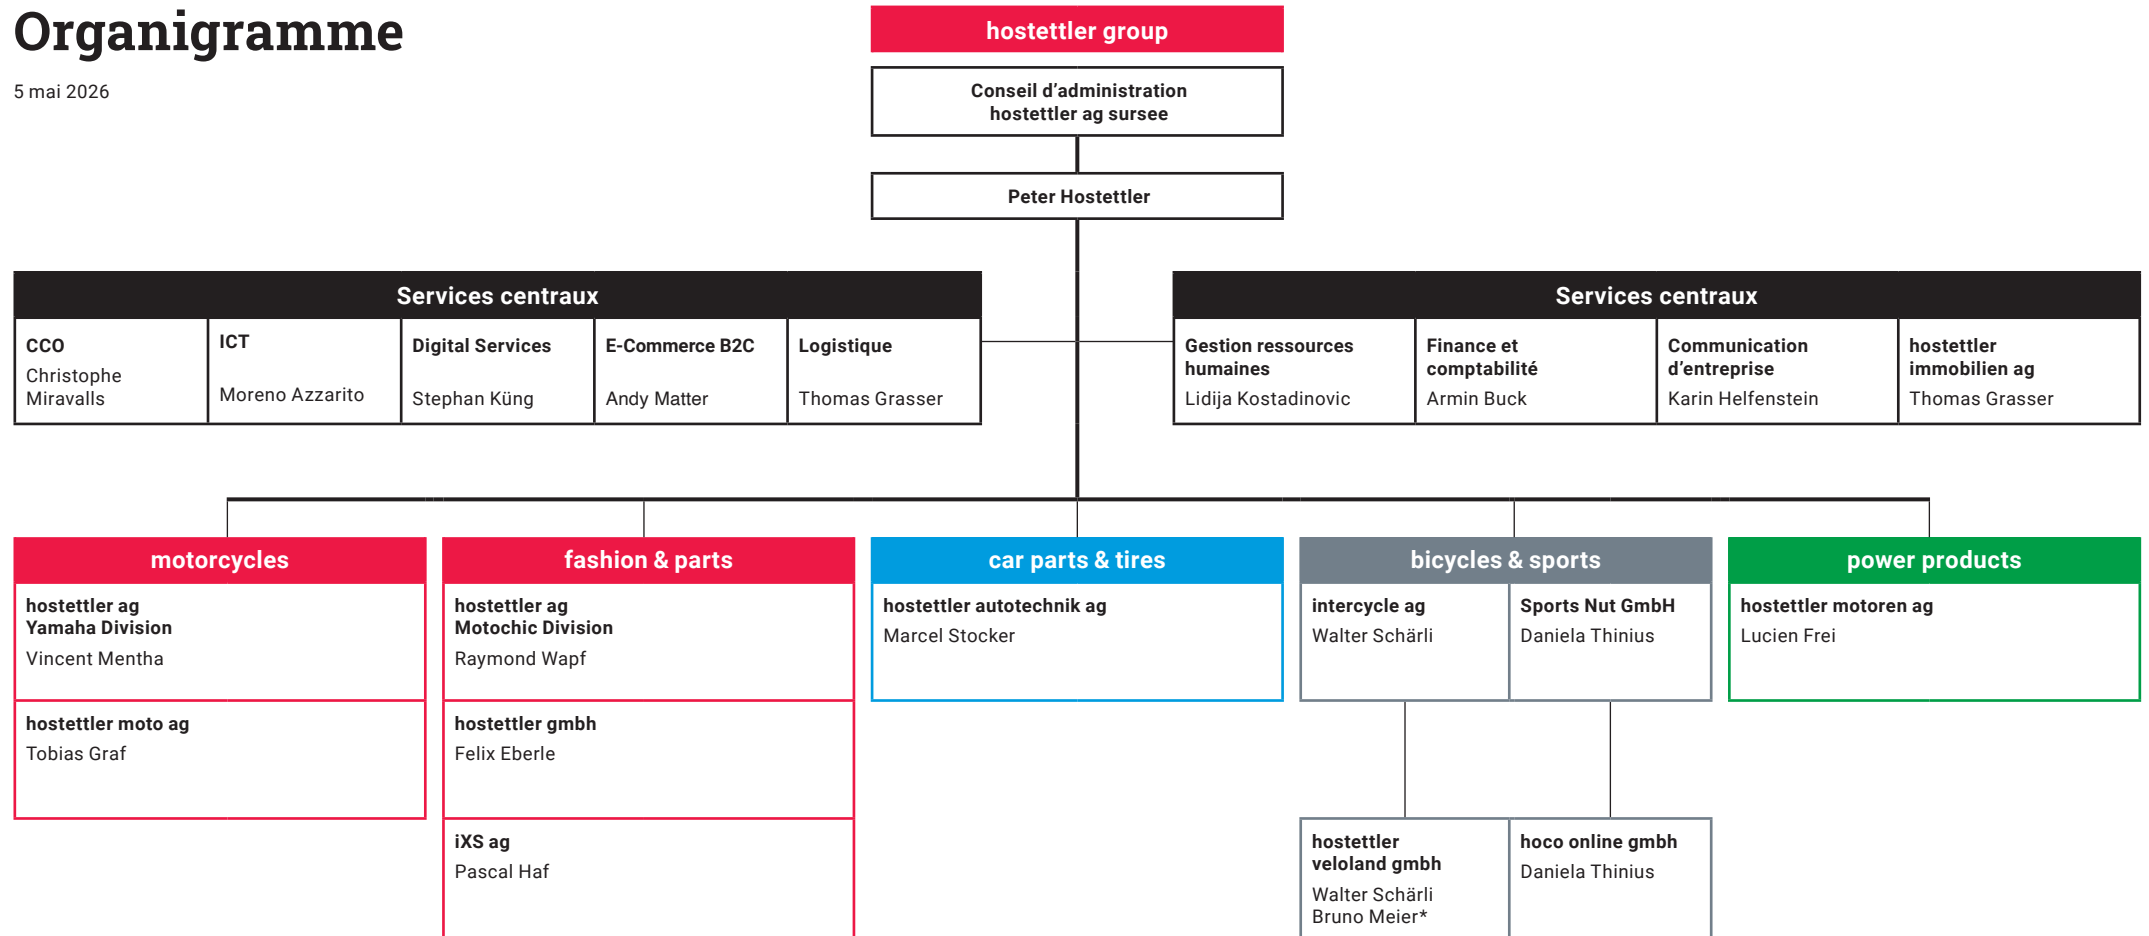 Organigramme
5 mai 2026
hostettler group
Conseil d’administration
hostettler ag sursee
Peter Hostettler
Services centraux
CCO
Christophe
Miravalls
ICT
Moreno Azzarito
Digital Services
Stephan Küng
E-Commerce B2C
Andy Matter
Logistique
Thomas Grasser
Services centraux
Gestion ressources
humaines
Lidija Kostadinovic
Finance et
comptabilité
Armin Buck
Communication
d’entreprise
Karin Helfenstein
hostettler
immobilien ag
Thomas Grasser
motorcycles
hostettler ag
Yamaha Division
Vincent Mentha
hostettler moto ag
Tobias Graf
fashion & parts
hostettler ag
Motochic Division
Raymond Wapf
hostettler gmbh
Felix Eberle
iXS ag
Pascal Haf
car parts & tires
hostettler autotechnik ag
Marcel Stocker
bicycles & sports
intercycle ag
Walter Schärli
Sports Nut GmbH
Daniela Thinius
hostettler
veloland gmbh
Walter Schärli
Bruno Meier*
hoco online gmbh
Daniela Thinius
power products
hostettler motoren ag
Lucien Frei